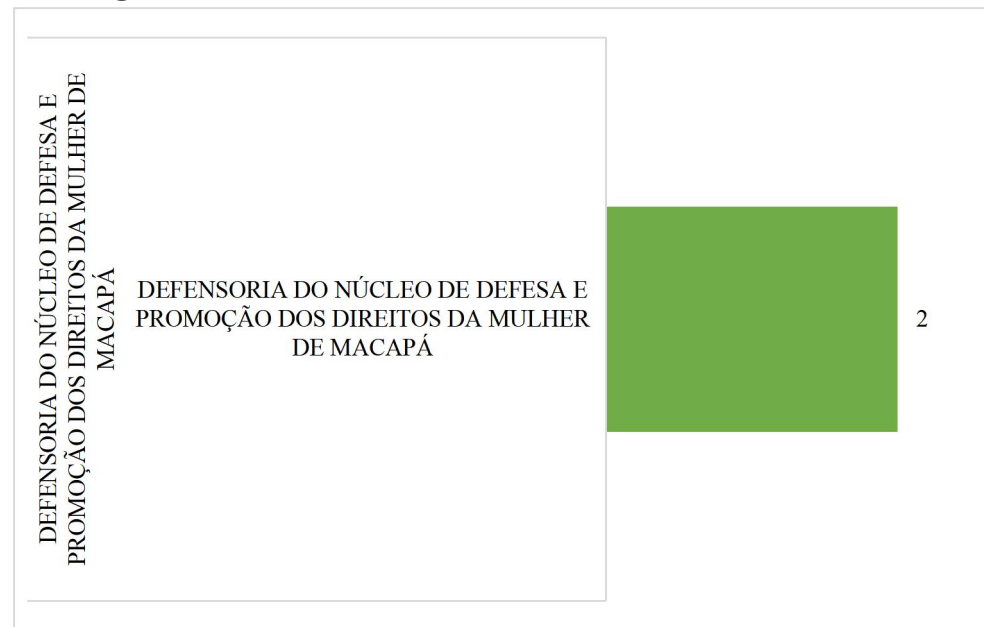 DEFENSORIA DO NÚCLEO DE DEFESA E
PROMOÇÃO DOS DIREITOS DA MULHER DE
MACAPÁ
DEFENSORIA DO NÚCLEO DE DEFESA E
PROMOÇÃO DOS DIREITOS DA MULHER
DE MACAPÁ
2